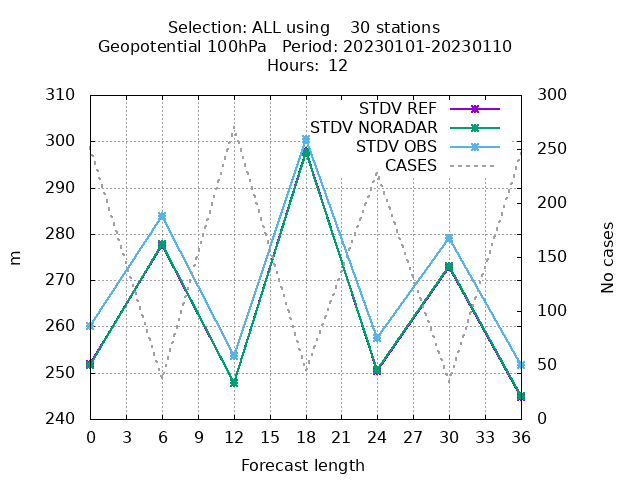 Selection: ALL using 30 stations
Geopotential 100hPa Period: 20230101-20230110
Hours: 12
310
300
290
280
270
260
250
240
300
250
200
150
100
50
0
STDV REF
STDV NORADAR
STDV OBS
CASES
m
No cases
0 3 6 9 12 15 18 21 24 27 30 33 36
Forecast length